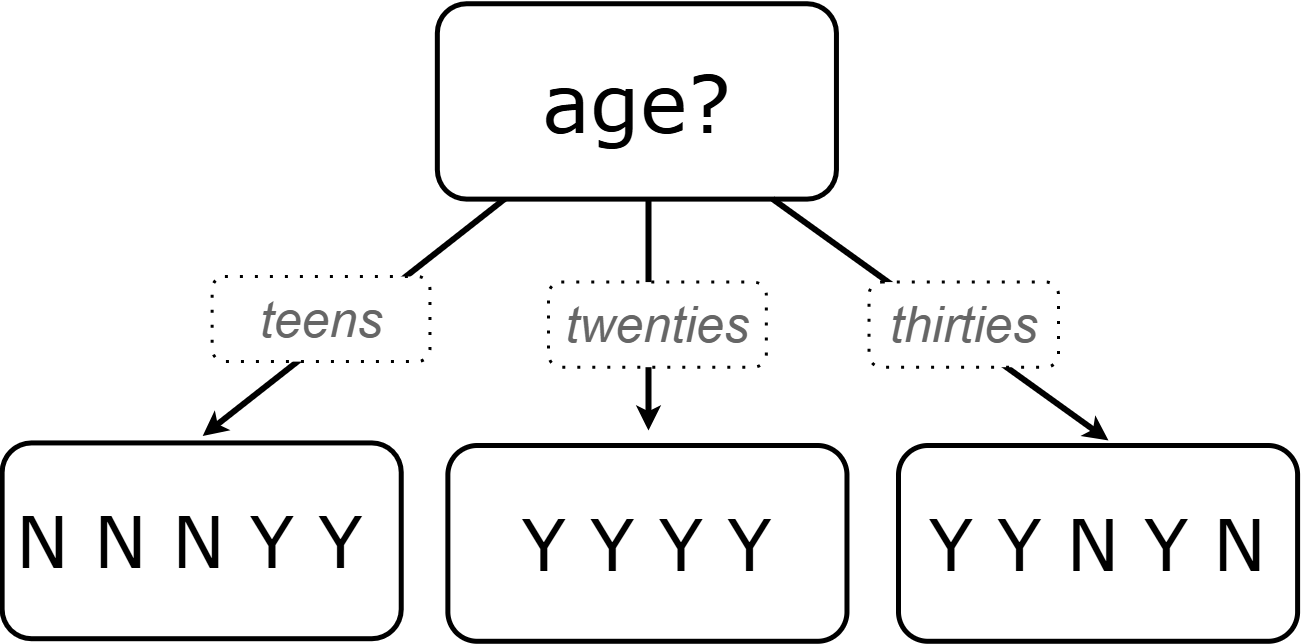 age?
teens
twenties
thirties
N N N Y Y
Y Y Y Y
Y Y N Y N